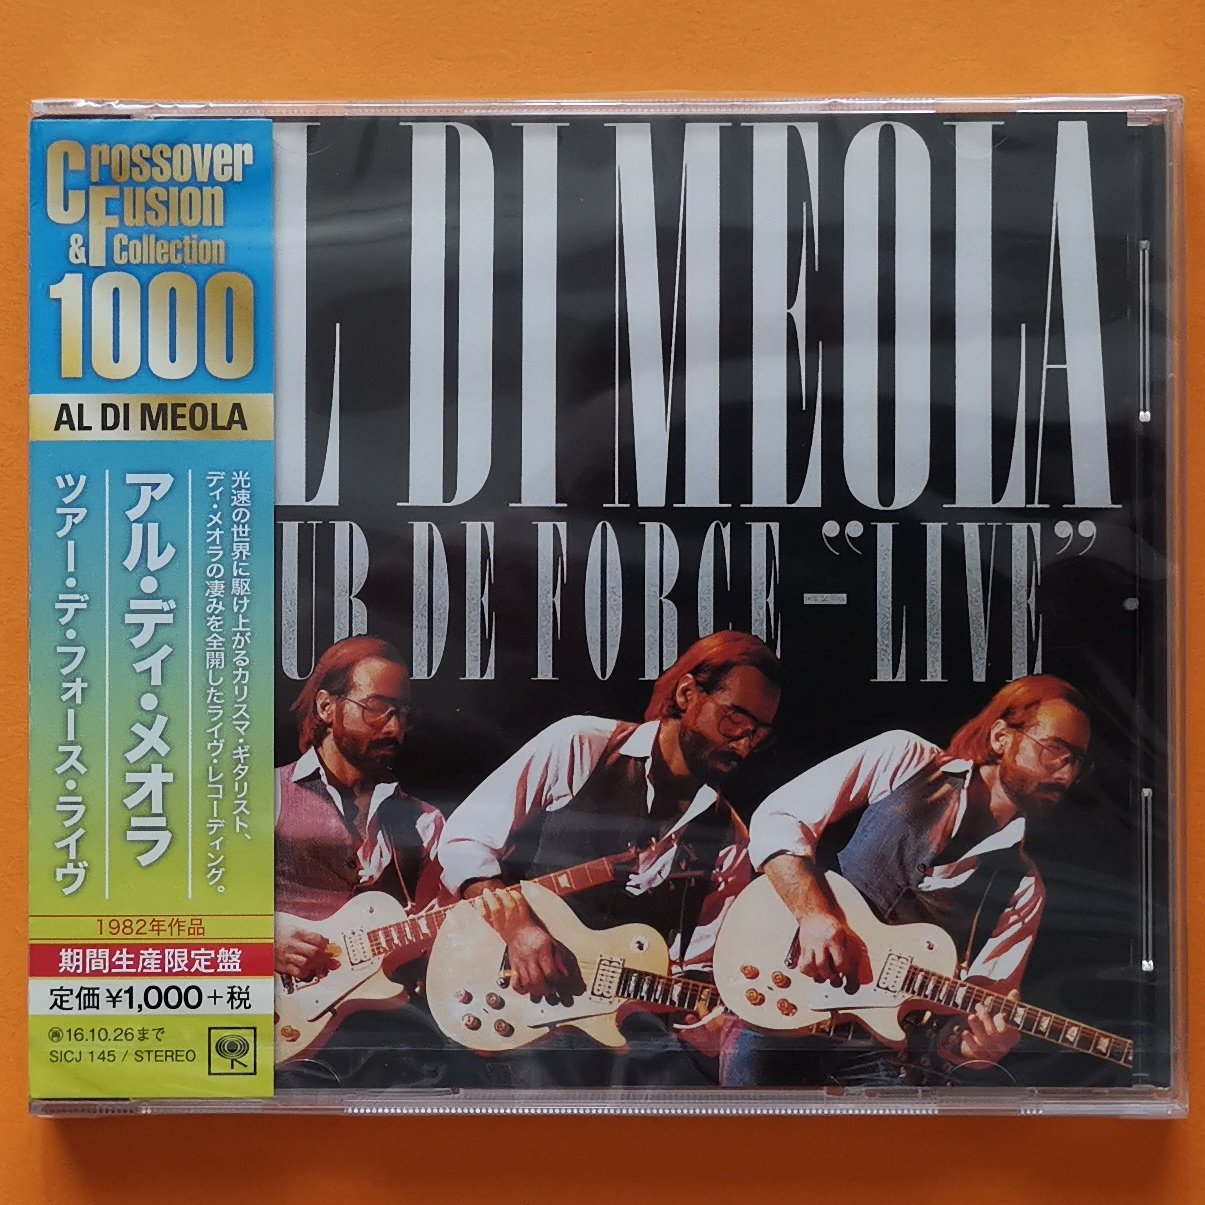 Crossover
Fusion
& Collection
1000
AL DI MEOLA
光速の世界に駆け上がるカリスマ・ギタリスト、
ディ・メオラの凄みを全開したライヴ・レコーディング。
アル・ディ・メオラ
ツアー・デ・フォース・ライヴ
1982年作品
期間生産限定盤
定価¥1,000+税
㊢16.10.26まで
SICJ 145 / STEREO
L DI MEOLA
UR DE FORCE – “LIVE”